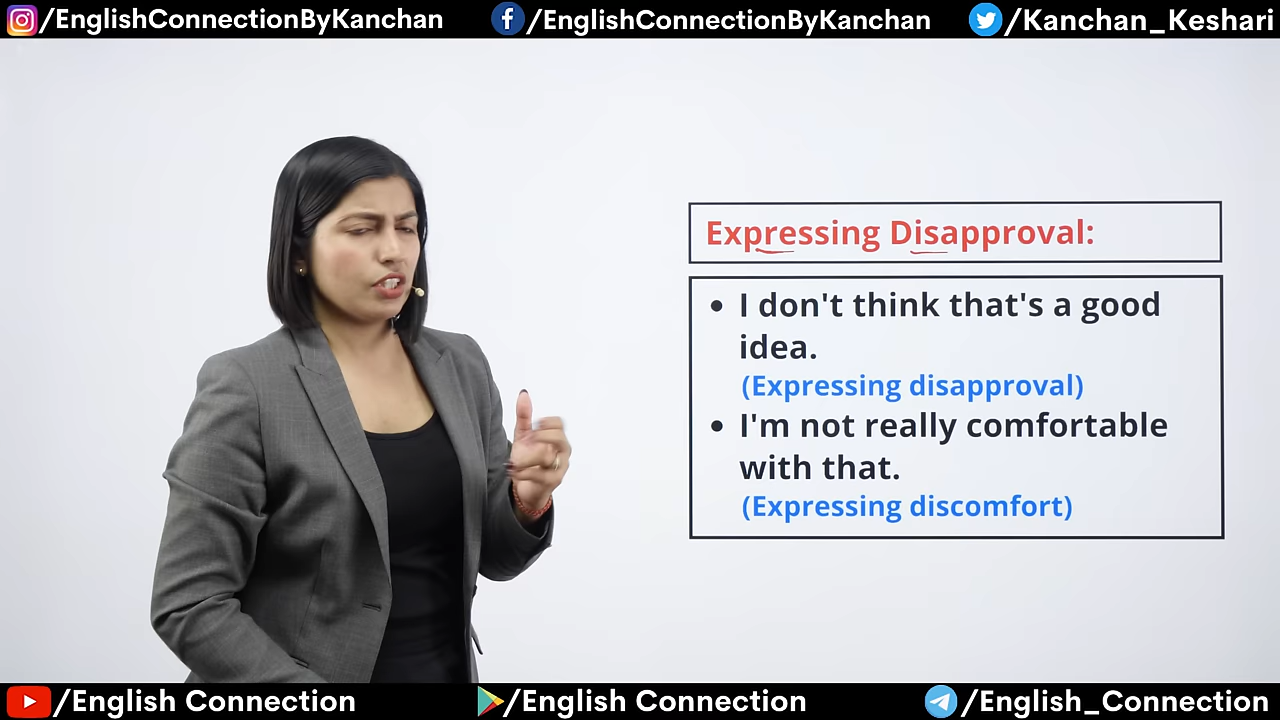 /EnglishConnectionByKanchan
/EnglishConnectionByKanchan
/Kanchan_Keshari
Expressing Disapproval:
• I don't think that's a good
idea.
(Expressing disapproval)
• I'm not really comfortable
with that.
(Expressing discomfort)
/English Connection
/English Connection
/English_Connection